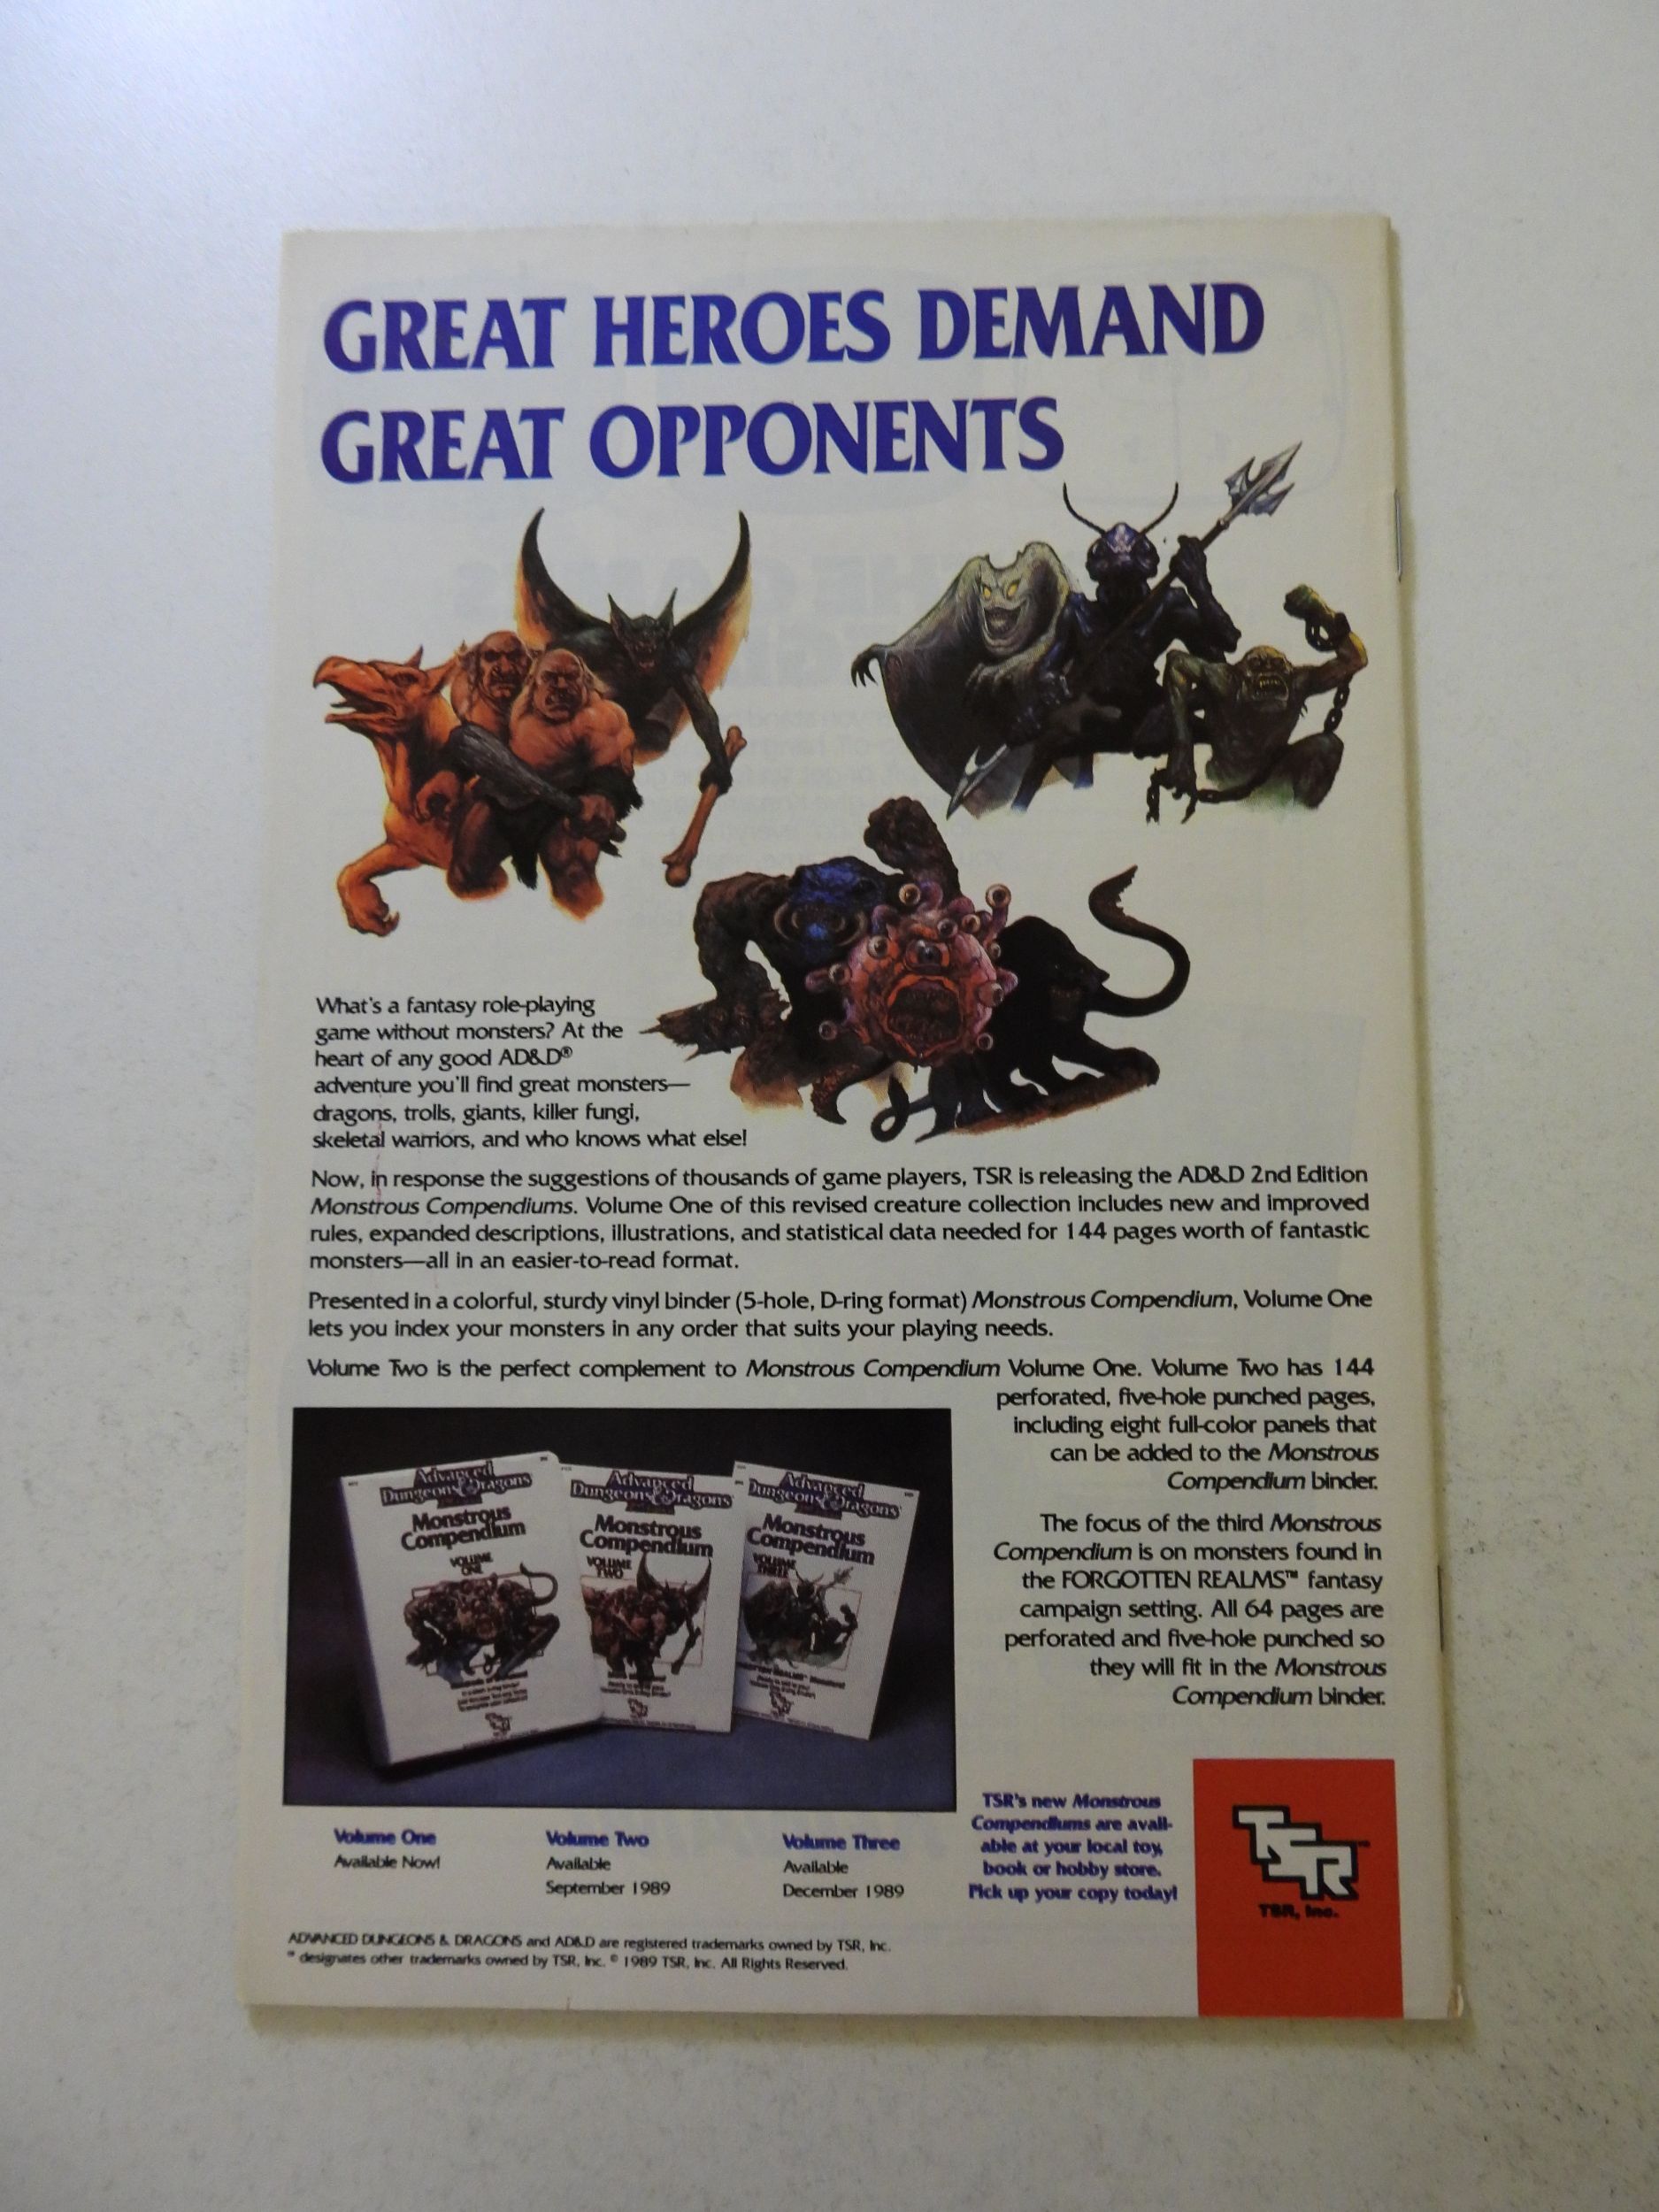 GREAT HEROES DEMAND
GREAT OPPONENTS
What's a fantasy role-playing
game without monsters? At the
heart of any good AD&D®
adventure you'll find great monsters—
dragons, trolls, giants, killer fungi,
skeletal warriors, and who knows what else!
Now, in response the suggestions of thousands of game players, TSR is releasing the AD&D 2nd Edition
Monstrous Compendiums. Volume One of this revised creature collection includes new and improved
rules, expanded descriptions, illustrations, and statistical data needed for 144 pages worth of fantastic
monsters—all in an easier-to-read format.
Presented in a colorful, sturdy vinyl binder (5-hole, D-ring format) Monstrous Compendium, Volume One
lets you index your monsters in any order that suits your playing needs.
Volume Two is the perfect complement to Monstrous Compendium Volume One. Volume Two has 144
perforated, five-hole punched pages,
including eight full-color panels that
can be added to the Monstrous
Compendium binder.
The focus of the third Monstrous
Compendium is on monsters found in
the FORGOTTEN REALMS™ fantasy
campaign setting. All 64 pages are
perforated and five-hole punched so
they will fit in the Monstrous
Compendium binder.
Advanced
Dungeons & Dragons
Monstrous
Compendium
VOLUME
ONE
Advanced
Dungeons & Dragons
Monstrous
Compendium
VOLUME
TWO
Advanced
Dungeons & Dragons
Monstrous
Compendium
VOLUME
THREE
Volume One
Available Now!
Volume Two
Available
September 1989
Volume Three
Available
December 1989
TSR's new Monstrous
Compendiums are avail-
able at your local toy,
book or hobby store.
Pick up your copy today!
TSR™
TSR, Inc.
ADVANCED DUNGEONS & DRAGONS and AD&D are registered trademarks owned by TSR, Inc.
™ designates other trademarks owned by TSR, Inc. © 1989 TSR, Inc. All Rights Reserved.